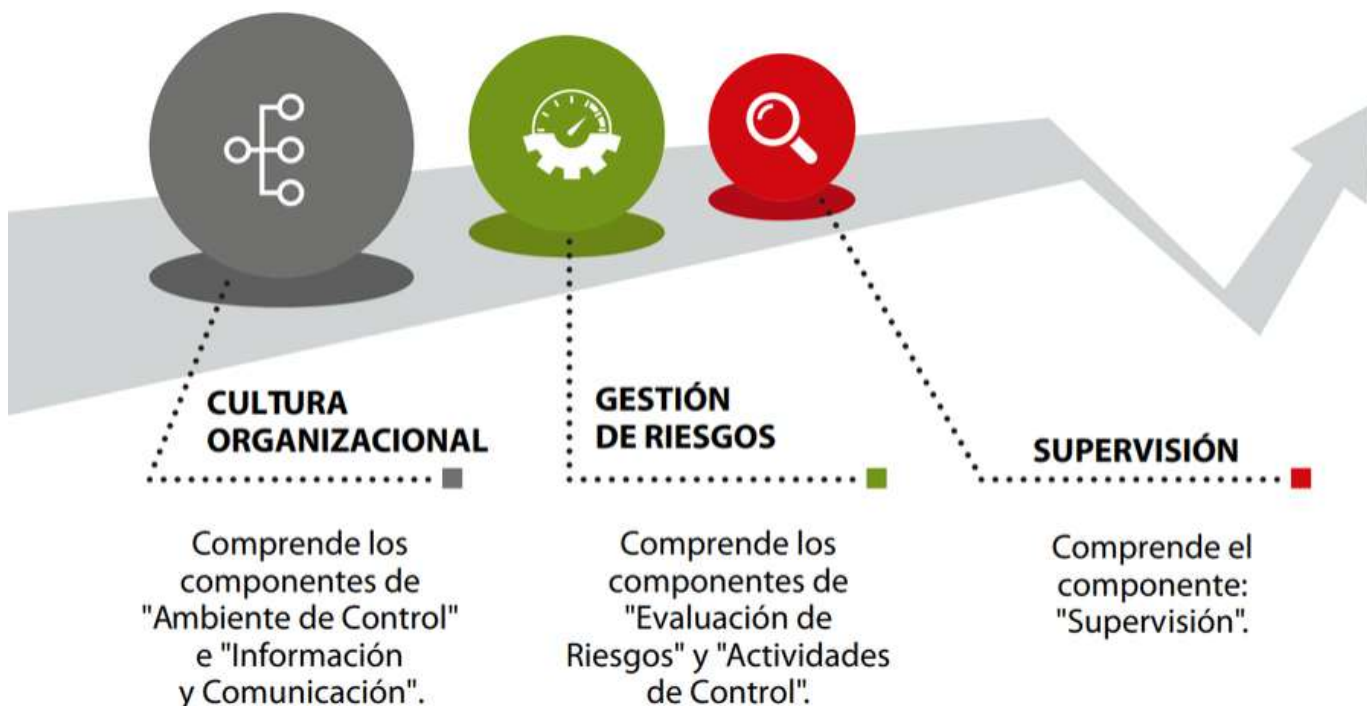 CULTURA
ORGANIZACIONAL
Comprende los
componentes de
"Ambiente de Control"
e "Información
y Comunicación".
GESTIÓN
DE RIESGOS
Comprende los
componentes de
"Evaluación de
Riesgos" y "Actividades
de Control".
SUPERVISIÓN
Comprende el
componente:
"Supervisión".